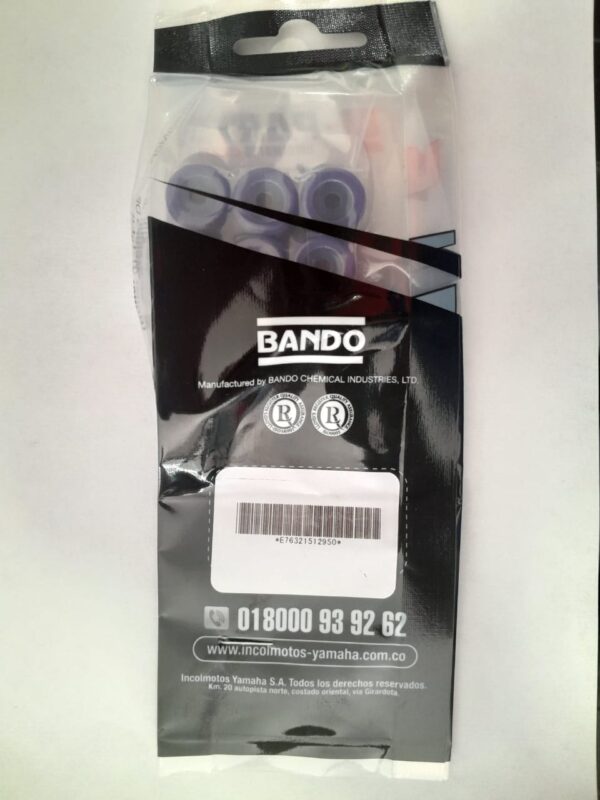 BANDO
Manufactured by BANDO CHEMICAL INDUSTRIES, LTD.
*E76321512950*
018000 93 92 62
www.incolmotos-yamaha.com.co
Incolmotos Yamaha S.A. Todos los derechos reservados.
Km. 20 autopista norte, costado oriental, via Girardota.